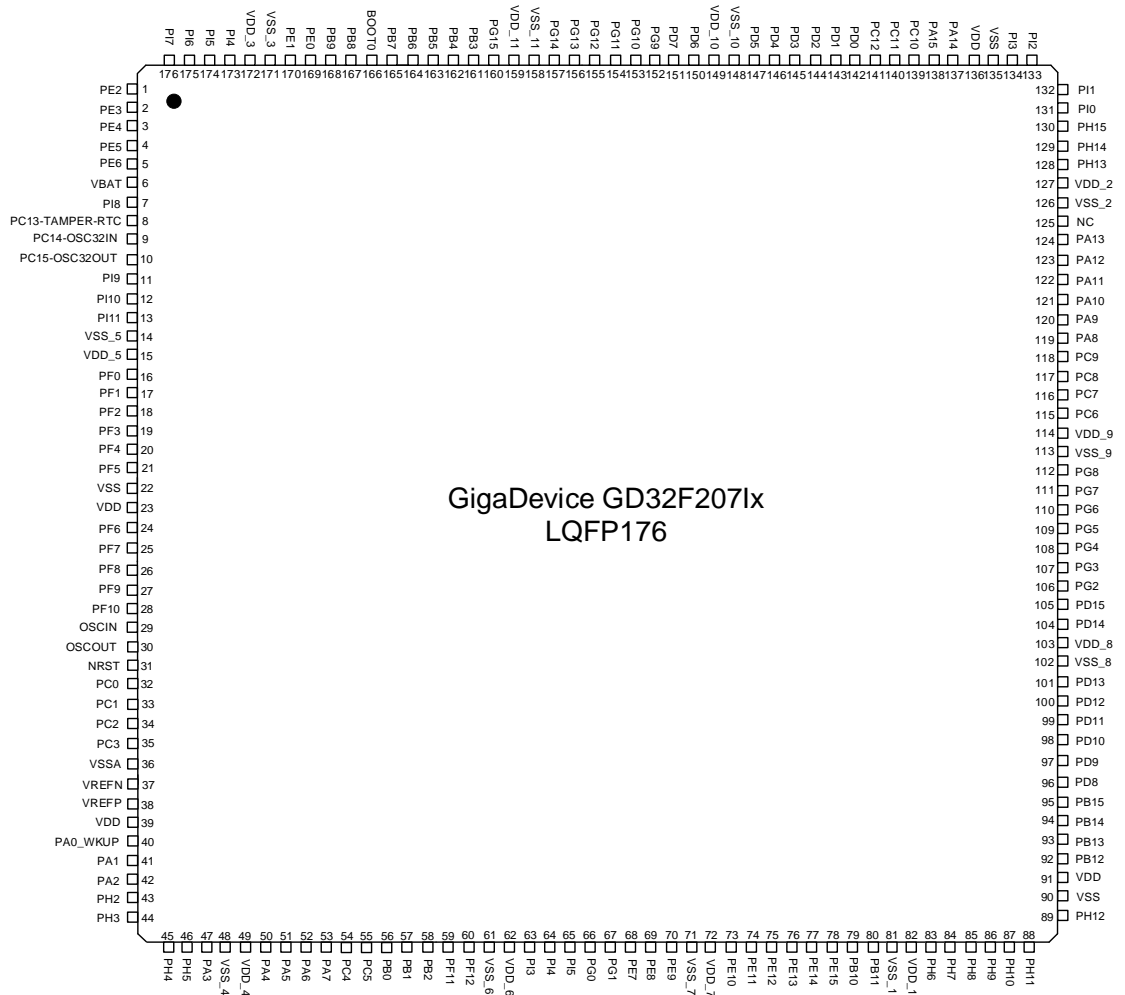 PI7 PI6 PI5 PI4 VDD_3 VSS_3 PE1 PE0 PB9 PB8 BOOT0 PB7 PB6 PB5 PB4 PB3 PG15 VDD_11 VSS_11 PG14 PG13 PG12 PG11 PG10 PG9 PD7 PD6 VDD_10 VSS_10 PD5 PD4 PD3 PD2 PD1 PD0 PC12 PC11 PC10 PA15 PA14 VDD VSS PI3 PI2
176 175 174 173 172 171 170 169 168 167 166 165 164 163 162 161 160 159 158 157 156 155 154 153 152 151 150 149 148 147 146 145 144 143 142 141 140 139 138 137 136 135 134 133
PE2 1
PE3 2
PE4 3
PE5 4
PE6 5
VBAT 6
PI8 7
PC13-TAMPER-RTC 8
PC14-OSC32IN 9
PC15-OSC32OUT 10
PI9 11
PI10 12
PI11 13
VSS_5 14
VDD_5 15
PF0 16
PF1 17
PF2 18
PF3 19
PF4 20
PF5 21
VSS 22
VDD 23
PF6 24
PF7 25
PF8 26
PF9 27
PF10 28
OSCIN 29
OSCOUT 30
NRST 31
PC0 32
PC1 33
PC2 34
PC3 35
VSSA 36
VREFN 37
VREFP 38
VDD 39
PA0_WKUP 40
PA1 41
PA2 42
PH2 43
PH3 44
GigaDevice GD32F207Ix
LQFP176
132 PI1
131 PI0
130 PH15
129 PH14
128 PH13
127 VDD_2
126 VSS_2
125 NC
124 PA13
123 PA12
122 PA11
121 PA10
120 PA9
119 PA8
118 PC9
117 PC8
116 PC7
115 PC6
114 VDD_9
113 VSS_9
112 PG8
111 PG7
110 PG6
109 PG5
108 PG4
107 PG3
106 PG2
105 PD15
104 PD14
103 VDD_8
102 VSS_8
101 PD13
100 PD12
99 PD11
98 PD10
97 PD9
96 PD8
95 PB15
94 PB14
93 PB13
92 PB12
91 VDD
90 VSS
89 PH12
45 46 47 48 49 50 51 52 53 54 55 56 57 58 59 60 61 62 63 64 65 66 67 68 69 70 71 72 73 74 75 76 77 78 79 80 81 82 83 84 85 86 87 88
PH4 PH5 PA3 VSS_4 VDD_4 PA4 PA5 PA6 PA7 PC4 PC5 PB0 PB1 PB2 PF11 PF12 VSS_6 VDD_6 PI3 PI4 PI5 PG0 PG1 PE7 PE8 PE9 VSS_7 VDD_7 PE10 PE11 PE12 PE13 PE14 PE15 PB10 PB11 VSS_1 VDD_1 PH6 PH7 PH8 PH9 PH10 PH11